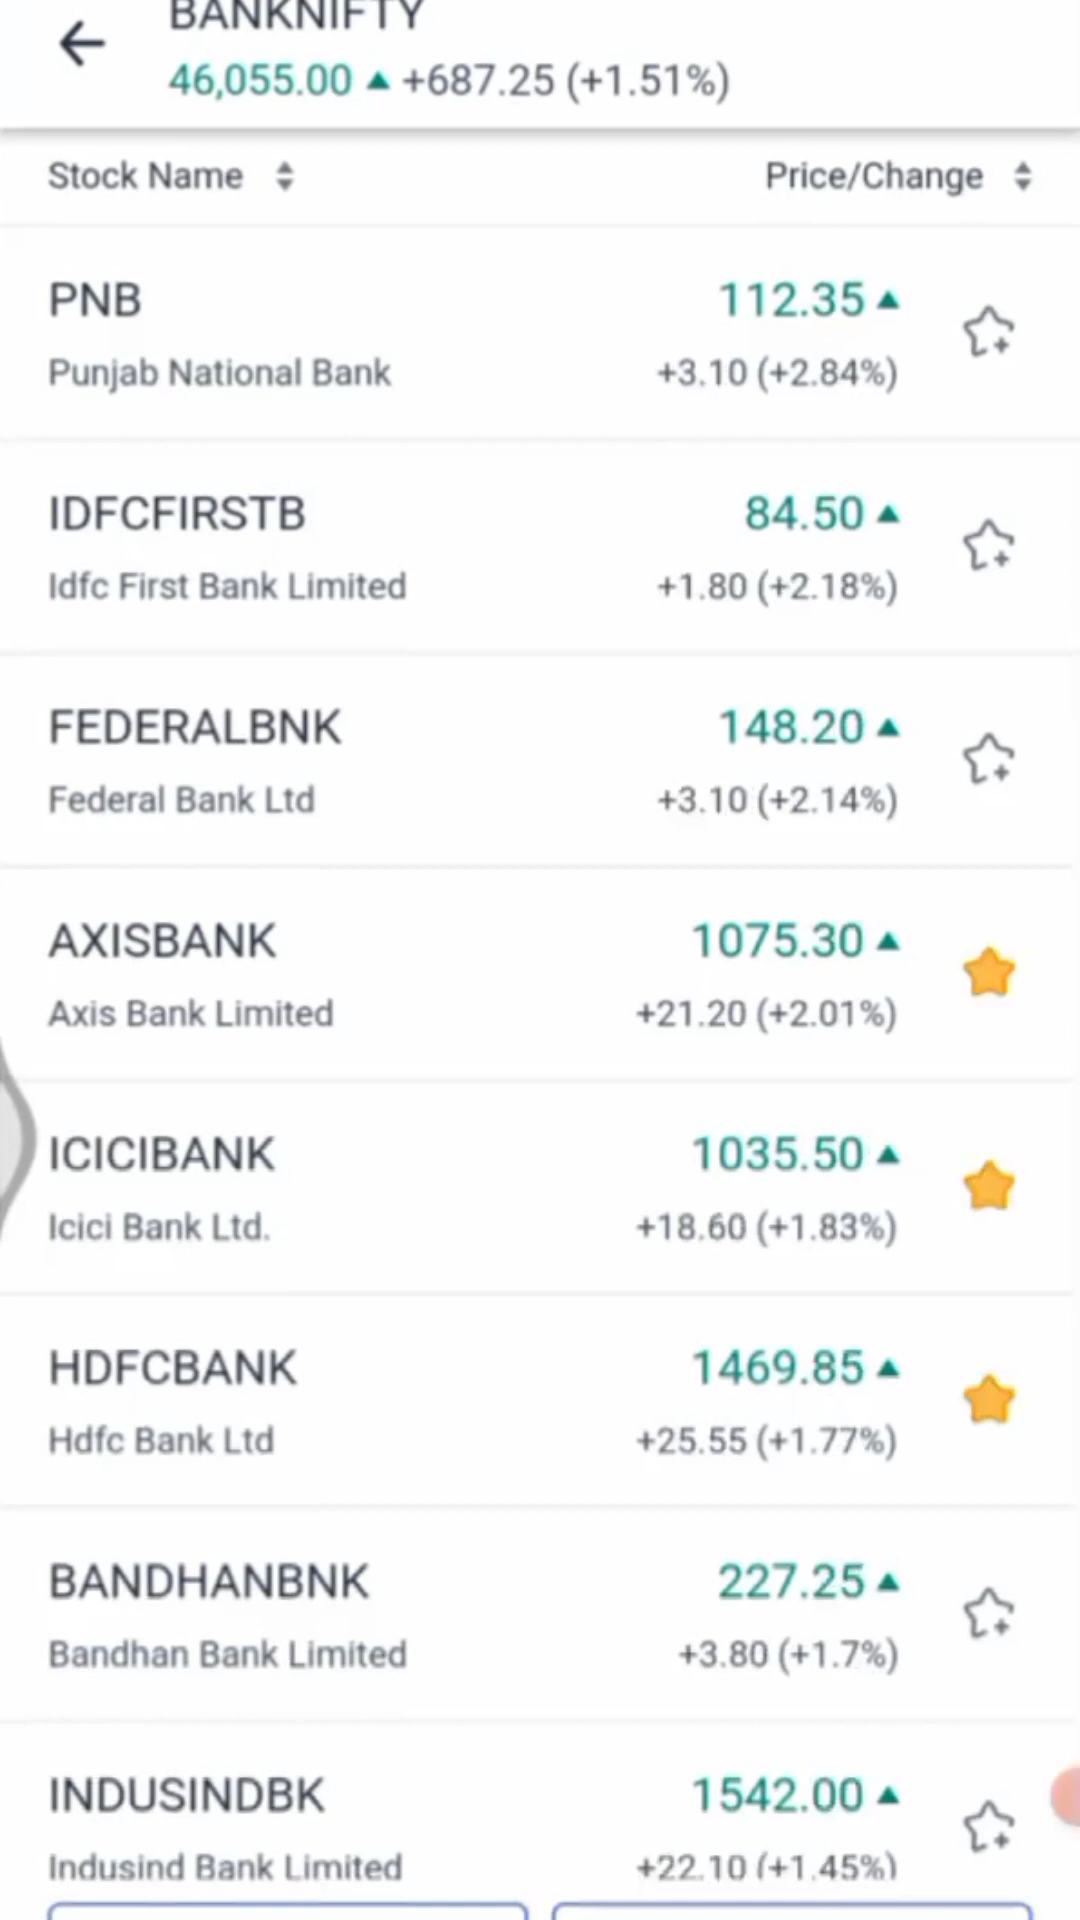 BANKNIFTY
46,055.00 ▲ +687.25 (+1.51%)
Stock Name Price/Change
PNB 112.35 ▲
Punjab National Bank +3.10 (+2.84%)
IDFCFIRSTB 84.50 ▲
Idfc First Bank Limited +1.80 (+2.18%)
FEDERALBNK 148.20 ▲
Federal Bank Ltd +3.10 (+2.14%)
AXISBANK 1075.30 ▲
Axis Bank Limited +21.20 (+2.01%)
ICICIBANK 1035.50 ▲
Icici Bank Ltd. +18.60 (+1.83%)
HDFCBANK 1469.85 ▲
Hdfc Bank Ltd +25.55 (+1.77%)
BANDHANBNK 227.25 ▲
Bandhan Bank Limited +3.80 (+1.7%)
INDUSINDBK 1542.00 ▲
Indusind Bank Limited +22.10 (+1.45%)